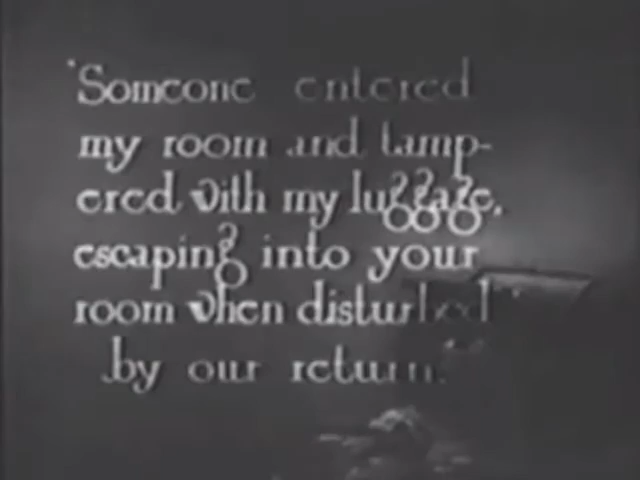 "Someone entered
my room and tamp-
ered with my luggage,
escaping into your
room when disturbed
by our return."